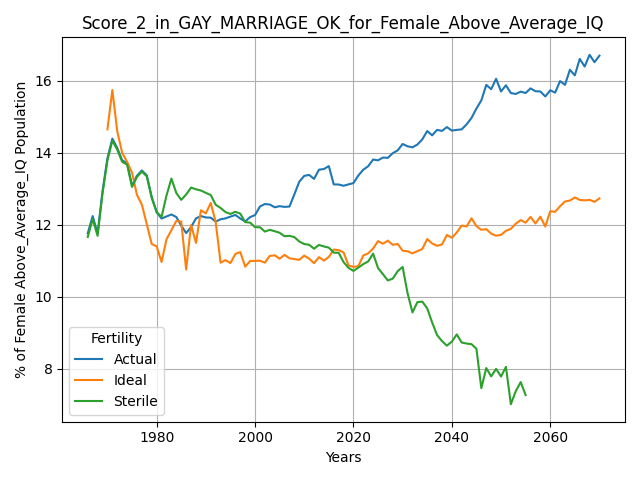 Score_2_in_GAY_MARRIAGE_OK_for_Female_Above_Average_IQ
% of Female Above_Average_IQ Population
16
14
12
10
8
Fertility
Actual
Ideal
Sterile
1980 2000 2020 2040 2060
Years